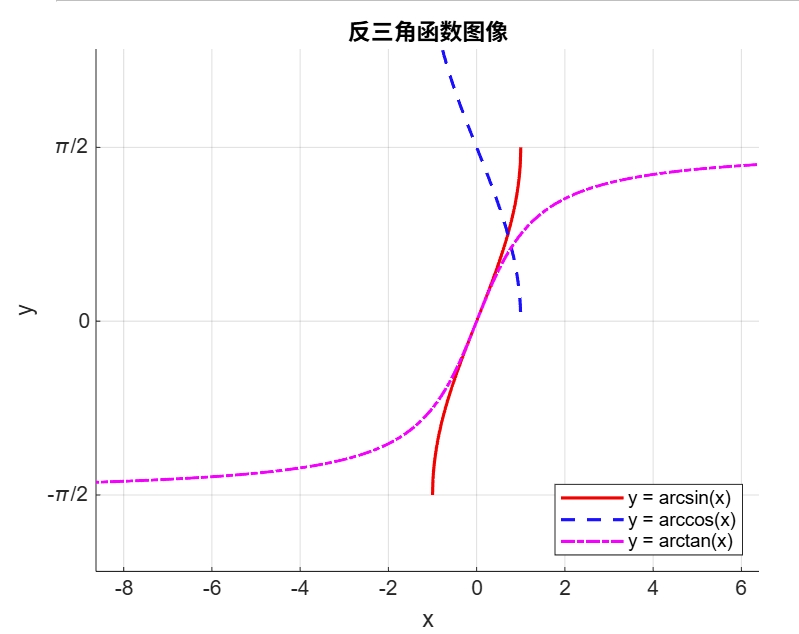 反三角函数图像
π/2
0
-π/2
y
-8
-6
-4
-2
0
2
4
6
x
y = arcsin(x)
y = arccos(x)
y = arctan(x)